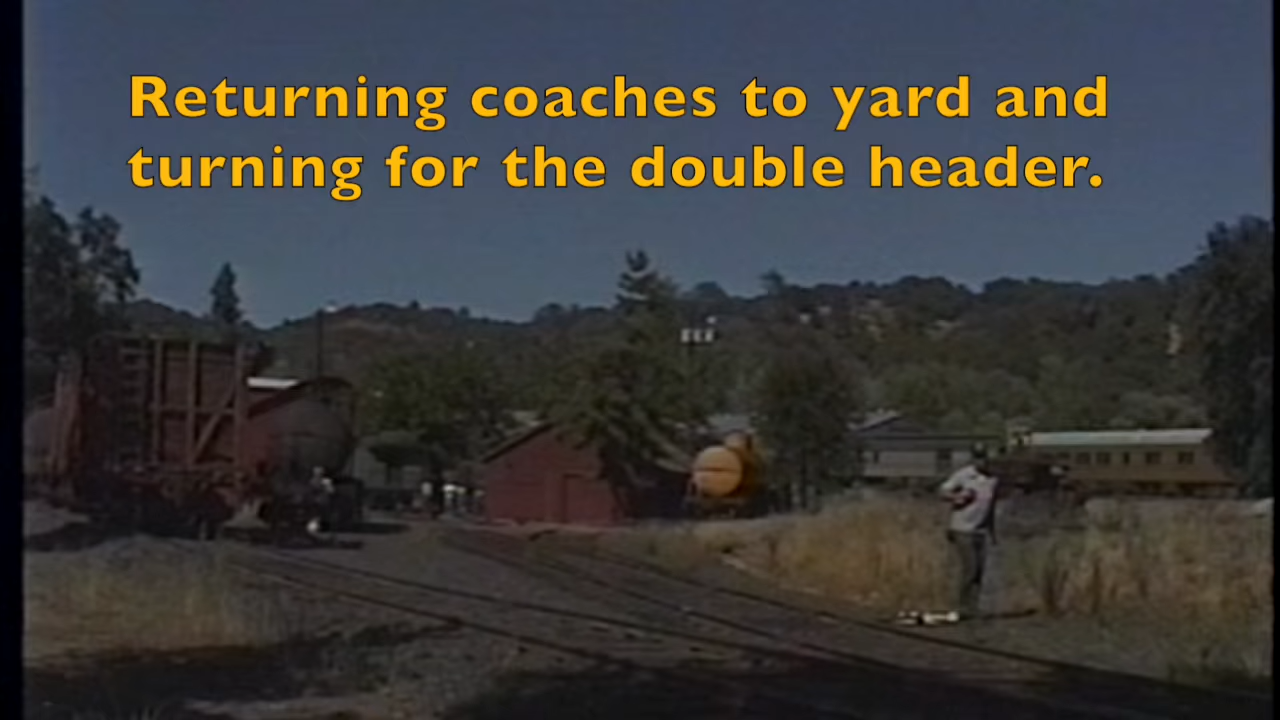 Returning coaches to yard and
turning for the double header.